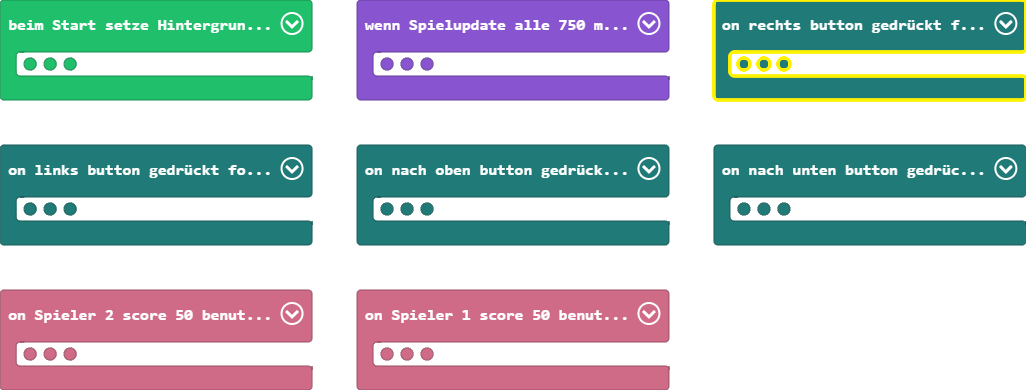 beim Start setze Hintergrun...
wenn Spielupdate alle 750 m...
on rechts button gedrückt f...
on links button gedrückt fo...
on nach oben button gedrück...
on nach unten button gedrüc...
on Spieler 2 score 50 benut...
on Spieler 1 score 50 benut...